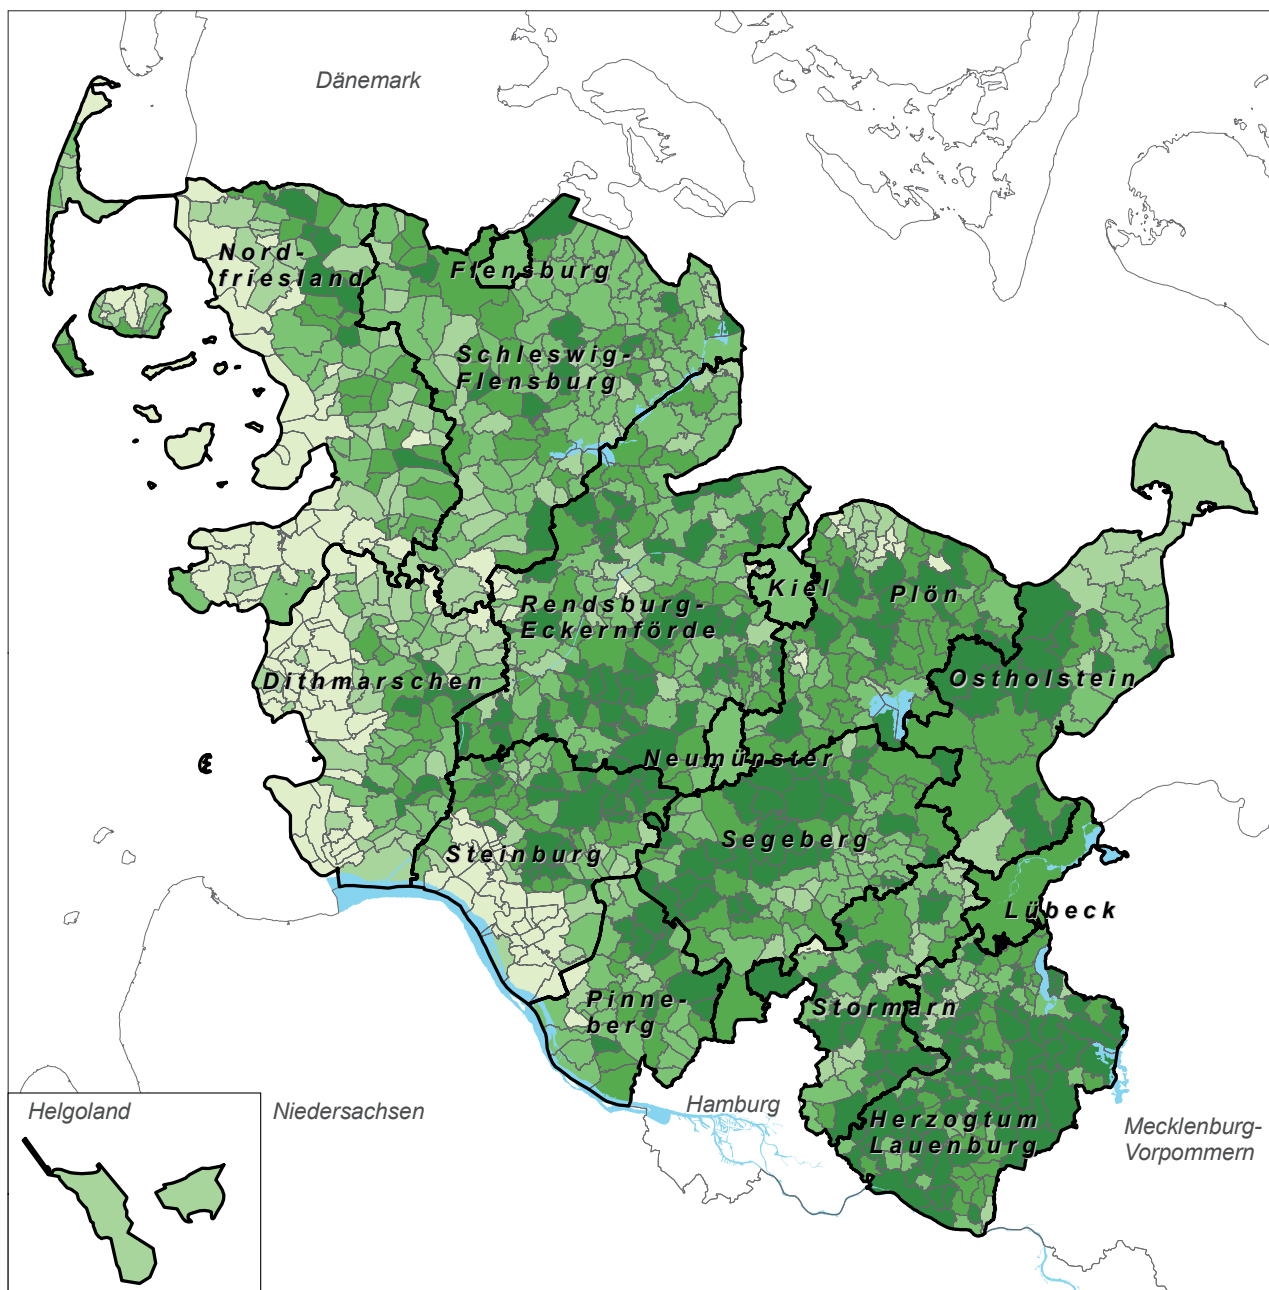 Dänemark
Nord-
friesland
Flensburg
Schleswig-
Flensburg
Kiel
Plön
Rendsburg-
Eckernförde
Dithmarschen
Ostholstein
Neumünster
Segeberg
Steinburg
Lübeck
Pinne-
berg
Stormarn
Helgoland
Niedersachsen
Hamburg
Herzogtum
Lauenburg
Mecklenburg-
Vorpommern